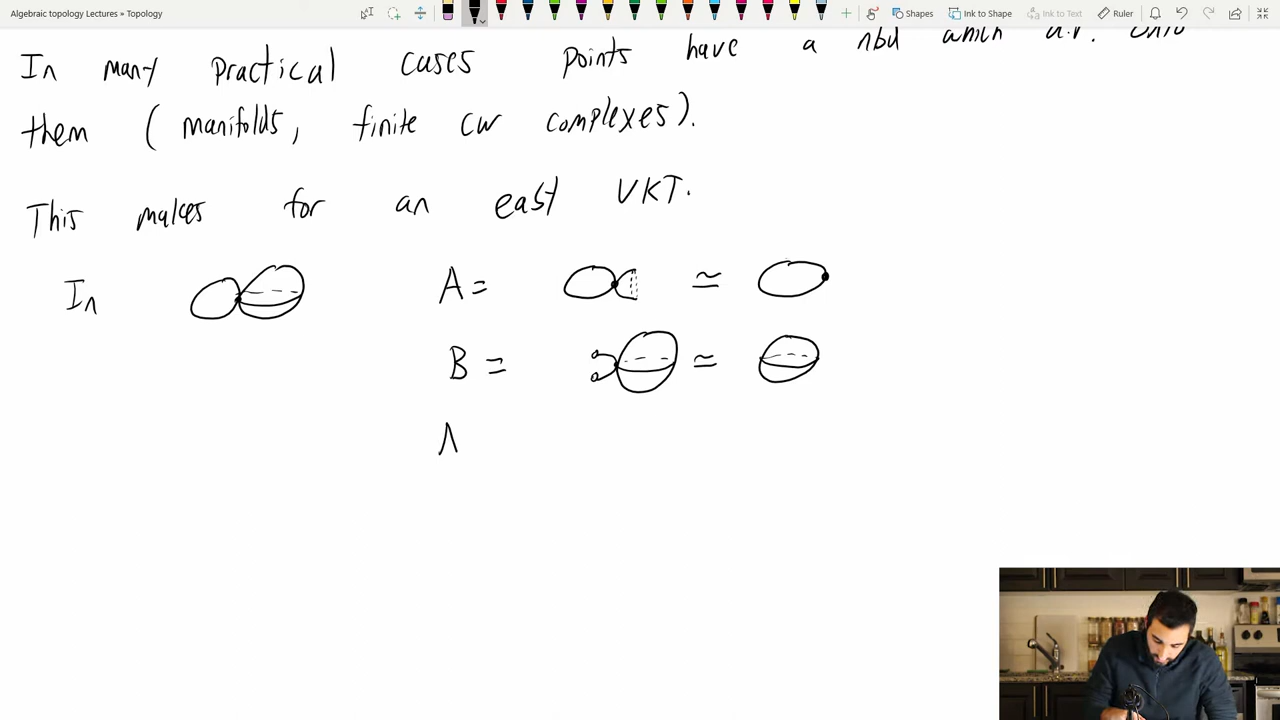 Algebraic topology Lectures » Topology
Shapes
Ink to Shape
Ink to Text
Ruler
In many practical cases points have a nbd which
them (manifolds, finite cw complexes).
This makes for an easy VKT.
In A = ≃
B = ≃